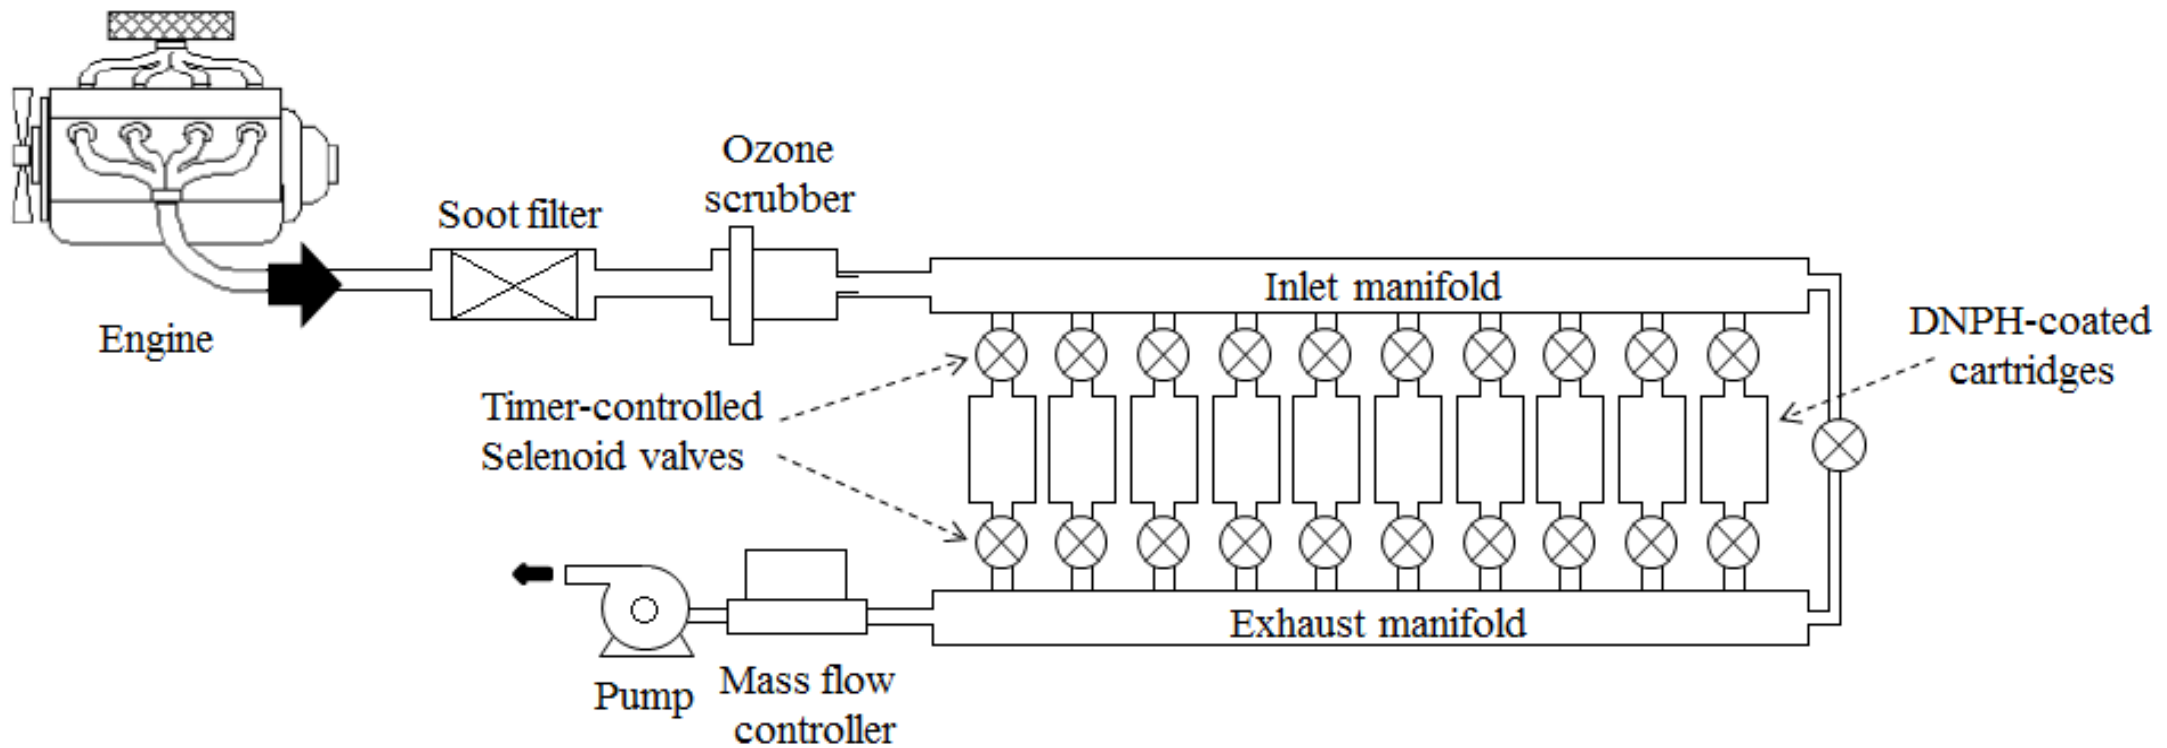 Ozone
scrubber
Soot filter
Engine
Inlet manifold
DNPH-coated
cartridges
Timer-controlled
Selenoid valves
Exhaust manifold
Pump
Mass flow
controller